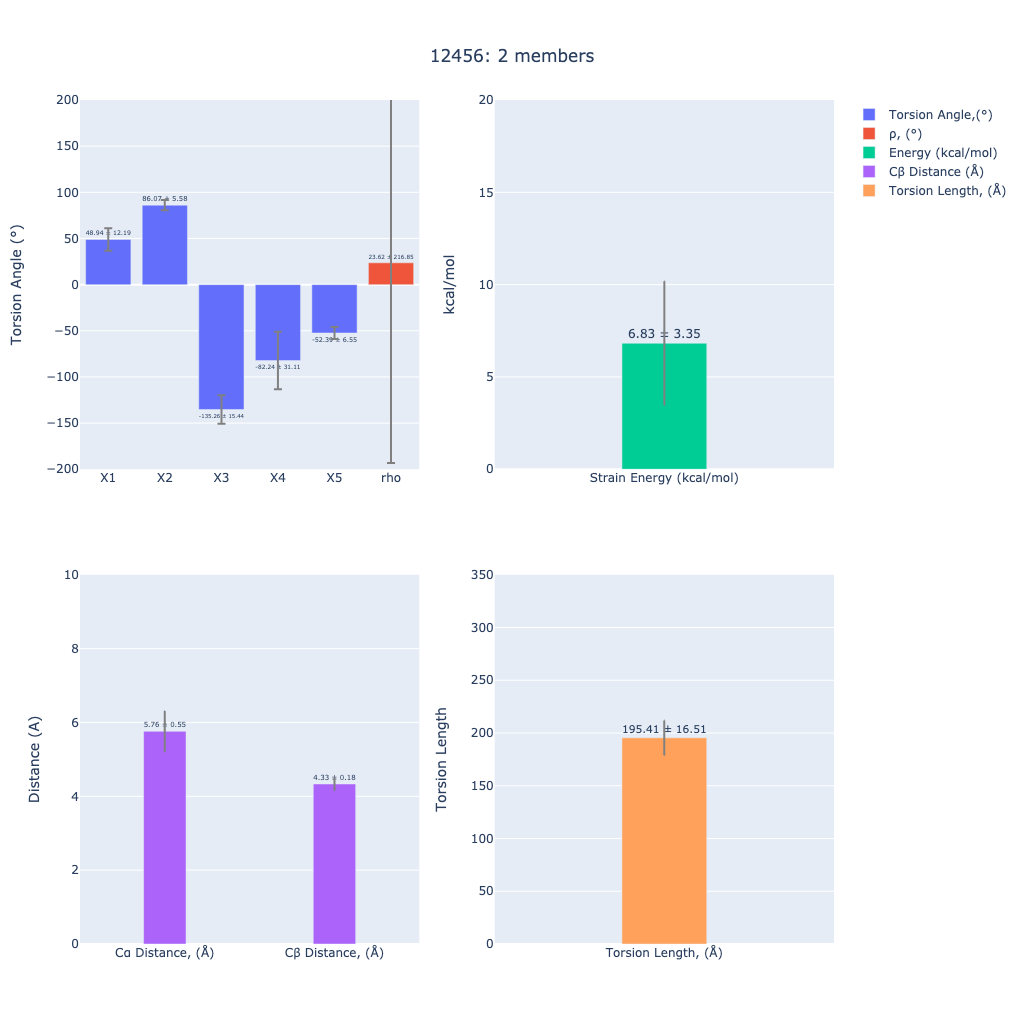 12456: 2 members
Torsion Angle (°)
200
150
100
50
0
−50
−100
−150
−200
48.94 ± 12.19
86.07 ± 5.58
-135.26 ± 15.44
-82.24 ± 31.11
-52.39 ± 6.55
23.62 ± 216.85
X1 X2 X3 X4 X5 rho
kcal/mol
20
15
10
5
0
6.83 ± 3.35
Strain Energy (kcal/mol)
Torsion Angle,(°)
ρ, (°)
Energy (kcal/mol)
Cβ Distance (Å)
Torsion Length, (Å)
Distance (A)
10
8
6
4
2
0
5.76 ± 0.55
4.33 ± 0.18
Cα Distance, (Å) Cβ Distance, (Å)
Torsion Length
350
300
250
200
150
100
50
0
195.41 ± 16.51
Torsion Length, (Å)